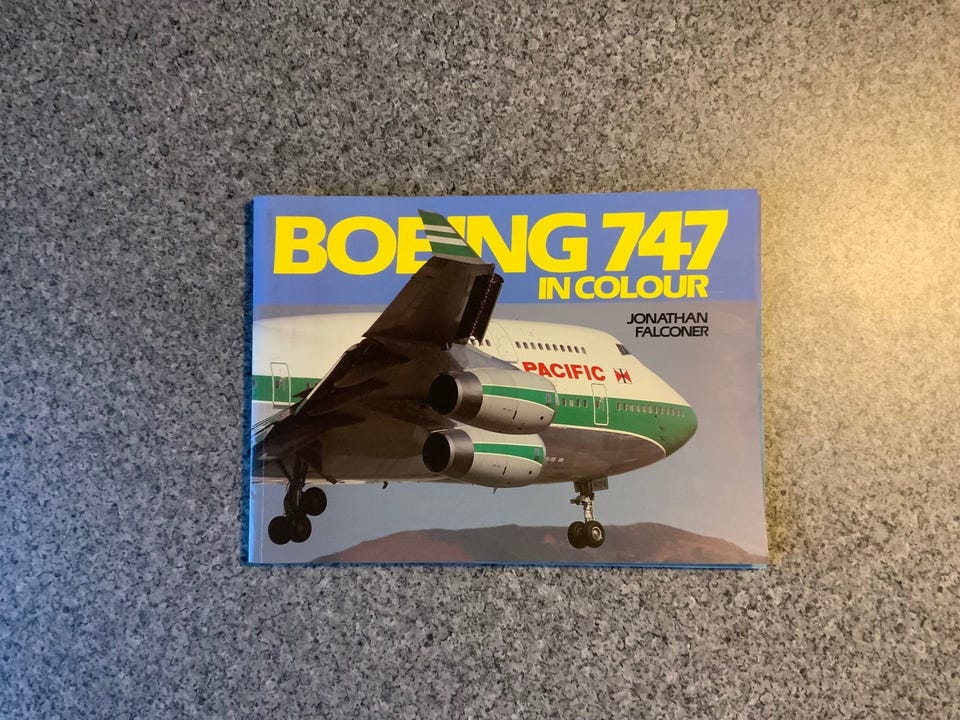 BOEING 747
IN COLOUR
JONATHAN
FALCONER
PACIFIC